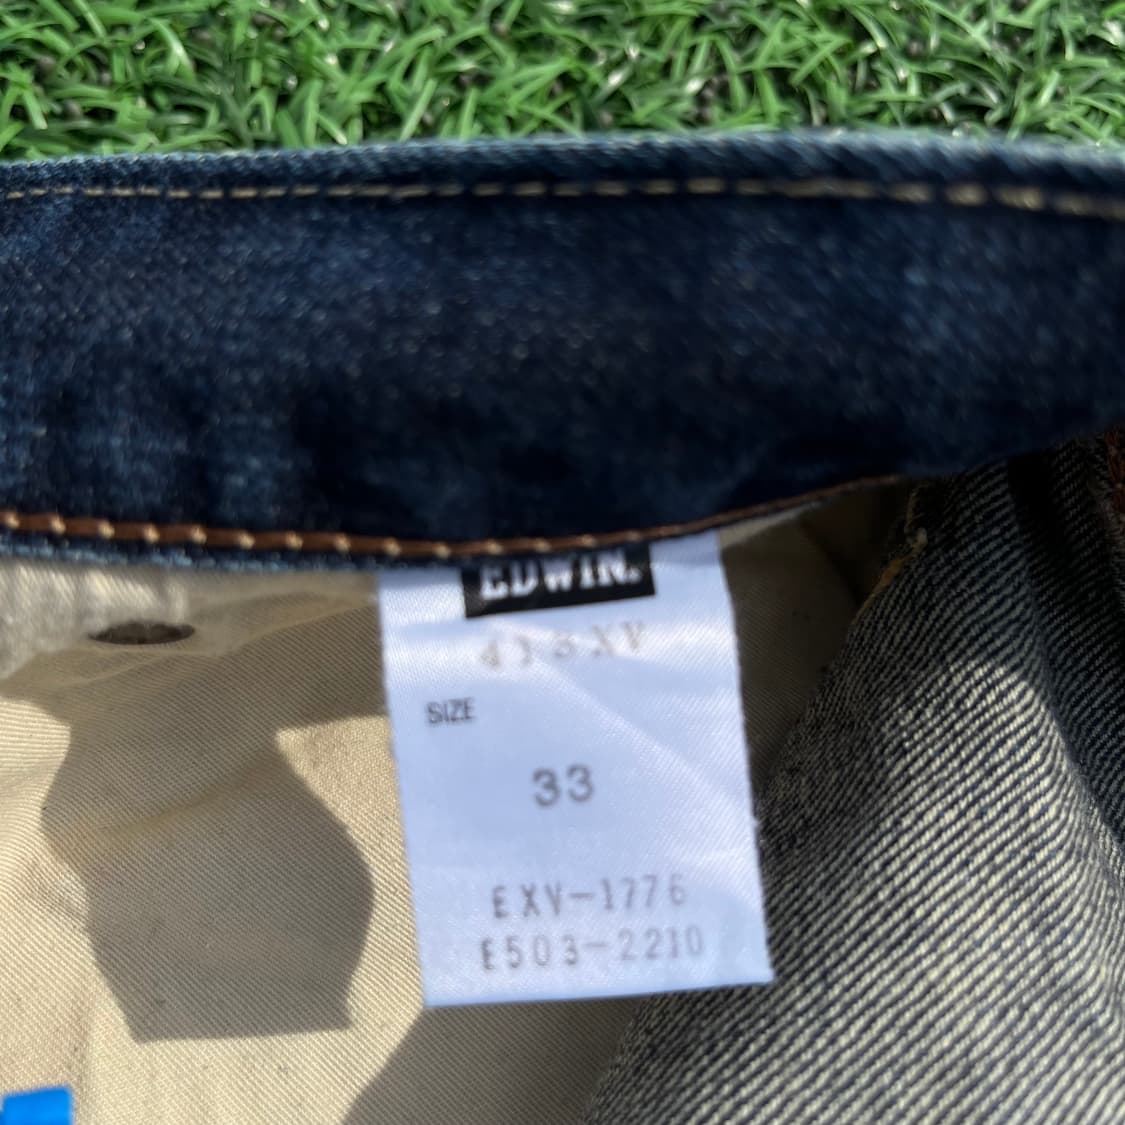 EDWIN.
SIZE
33
EXV-1776
E503-2210